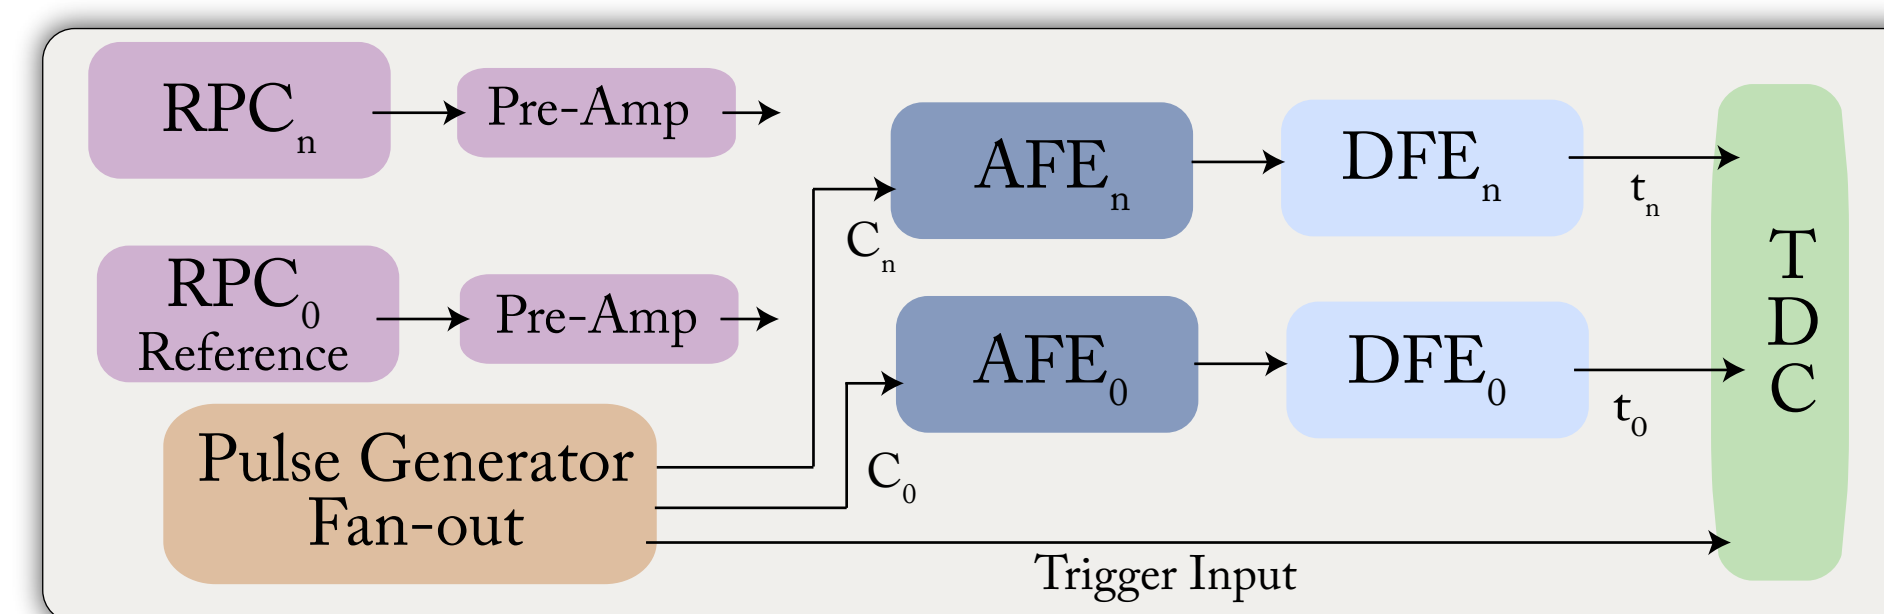 RPCn
Pre-Amp
AFEn
DFEn
tn
Cn
RPC0
Reference
Pre-Amp
AFE0
DFE0
t0
C0
T
D
C
Pulse Generator
Fan-out
Trigger Input